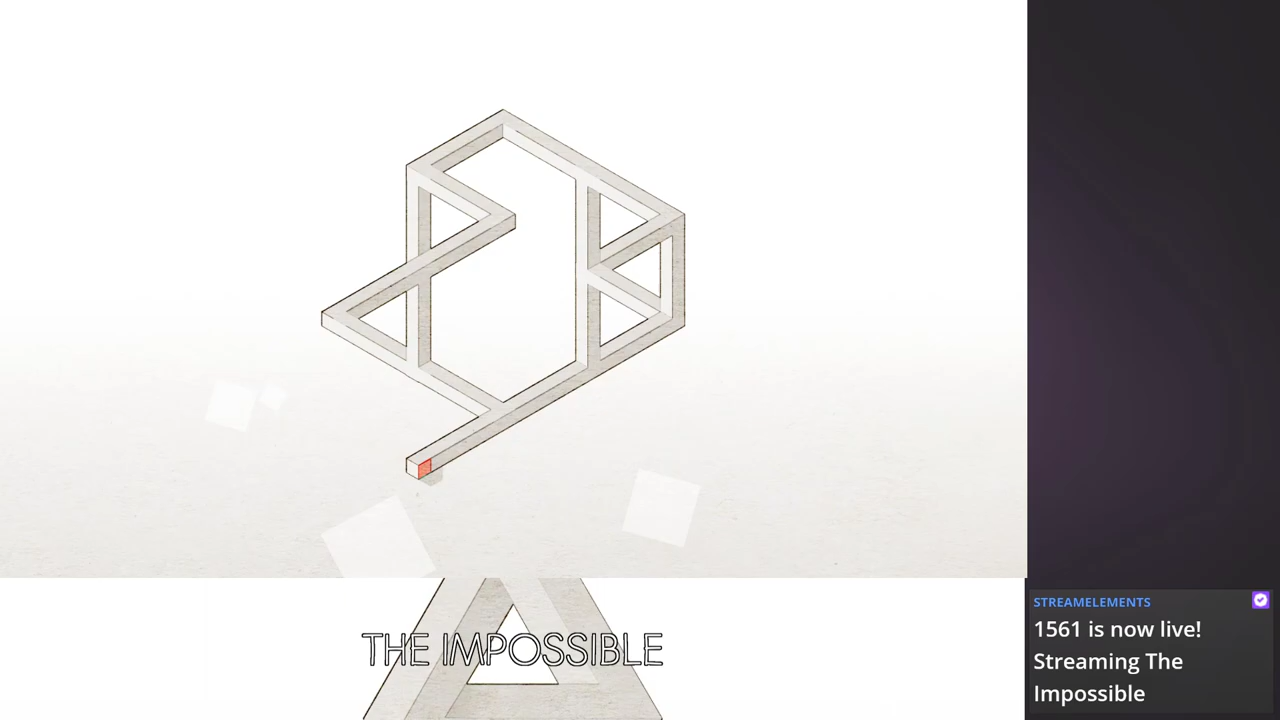 THE IMPOSSIBLE
STREAMELEMENTS
1561 is now live!
Streaming The
Impossible